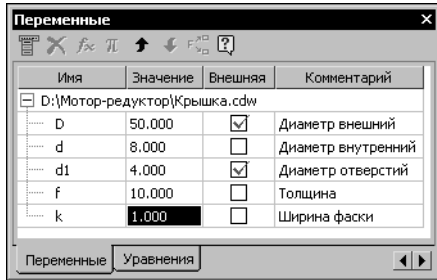 Переменные
Имя Значение Внешняя Комментарий
D:\Мотор-редуктор\Крышка.cdw
D 50.000 Диаметр внешний
d 8.000 Диаметр внутренний
d1 4.000 Диаметр отверстий
f 10.000 Толщина
k 1.000 Ширина фаски
Переменные Уравнения